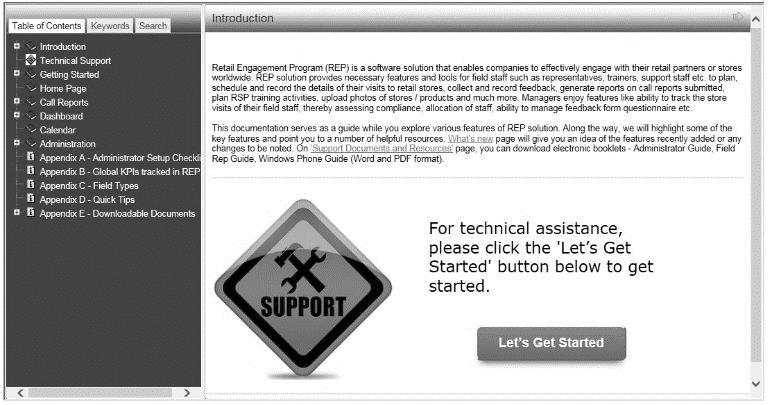 Table of Contents Keywords Search
Introduction
Technical Support
Getting Started
Home Page
Call Reports
Dashboard
Calendar
Administration
Appendix A - Administrator Setup Checkli
Appendix B - Global KPIs tracked in REP
Appendix C - Field Types
Appendix D - Quick Tips
Appendix E - Downloadable Documents
Introduction
Retail Engagement Program (REP) is a software solution that enables companies to effectively engage with their retail partners or stores
worldwide. REP solution provides necessary features and tools for field staff such as representatives, trainers, support staff etc. to plan,
schedule and record the details of their visits to retail stores, collect and record feedback, generate reports on call reports submitted,
plan RSP training activities, upload photos of stores / products and much more. Managers enjoy features like ability to track the store
visits of their field staff, thereby assessing compliance, allocation of staff, ability to manage feedback form questionnaire etc.
This documentation serves as a guide while you explore various features of REP solution. Along the way, we will highlight some of the
key features and point you to a number of helpful resources. What's new page will give you an idea of the features recently added or any
changes to be noted. On 'Support Documents and Resources' page, you can download electronic booklets - Administrator Guide, Field
Rep Guide, Windows Phone Guide (Word and PDF format).
SUPPORT
For technical assistance,
please click the 'Let's Get
Started' button below to get
started.
Let's Get Started